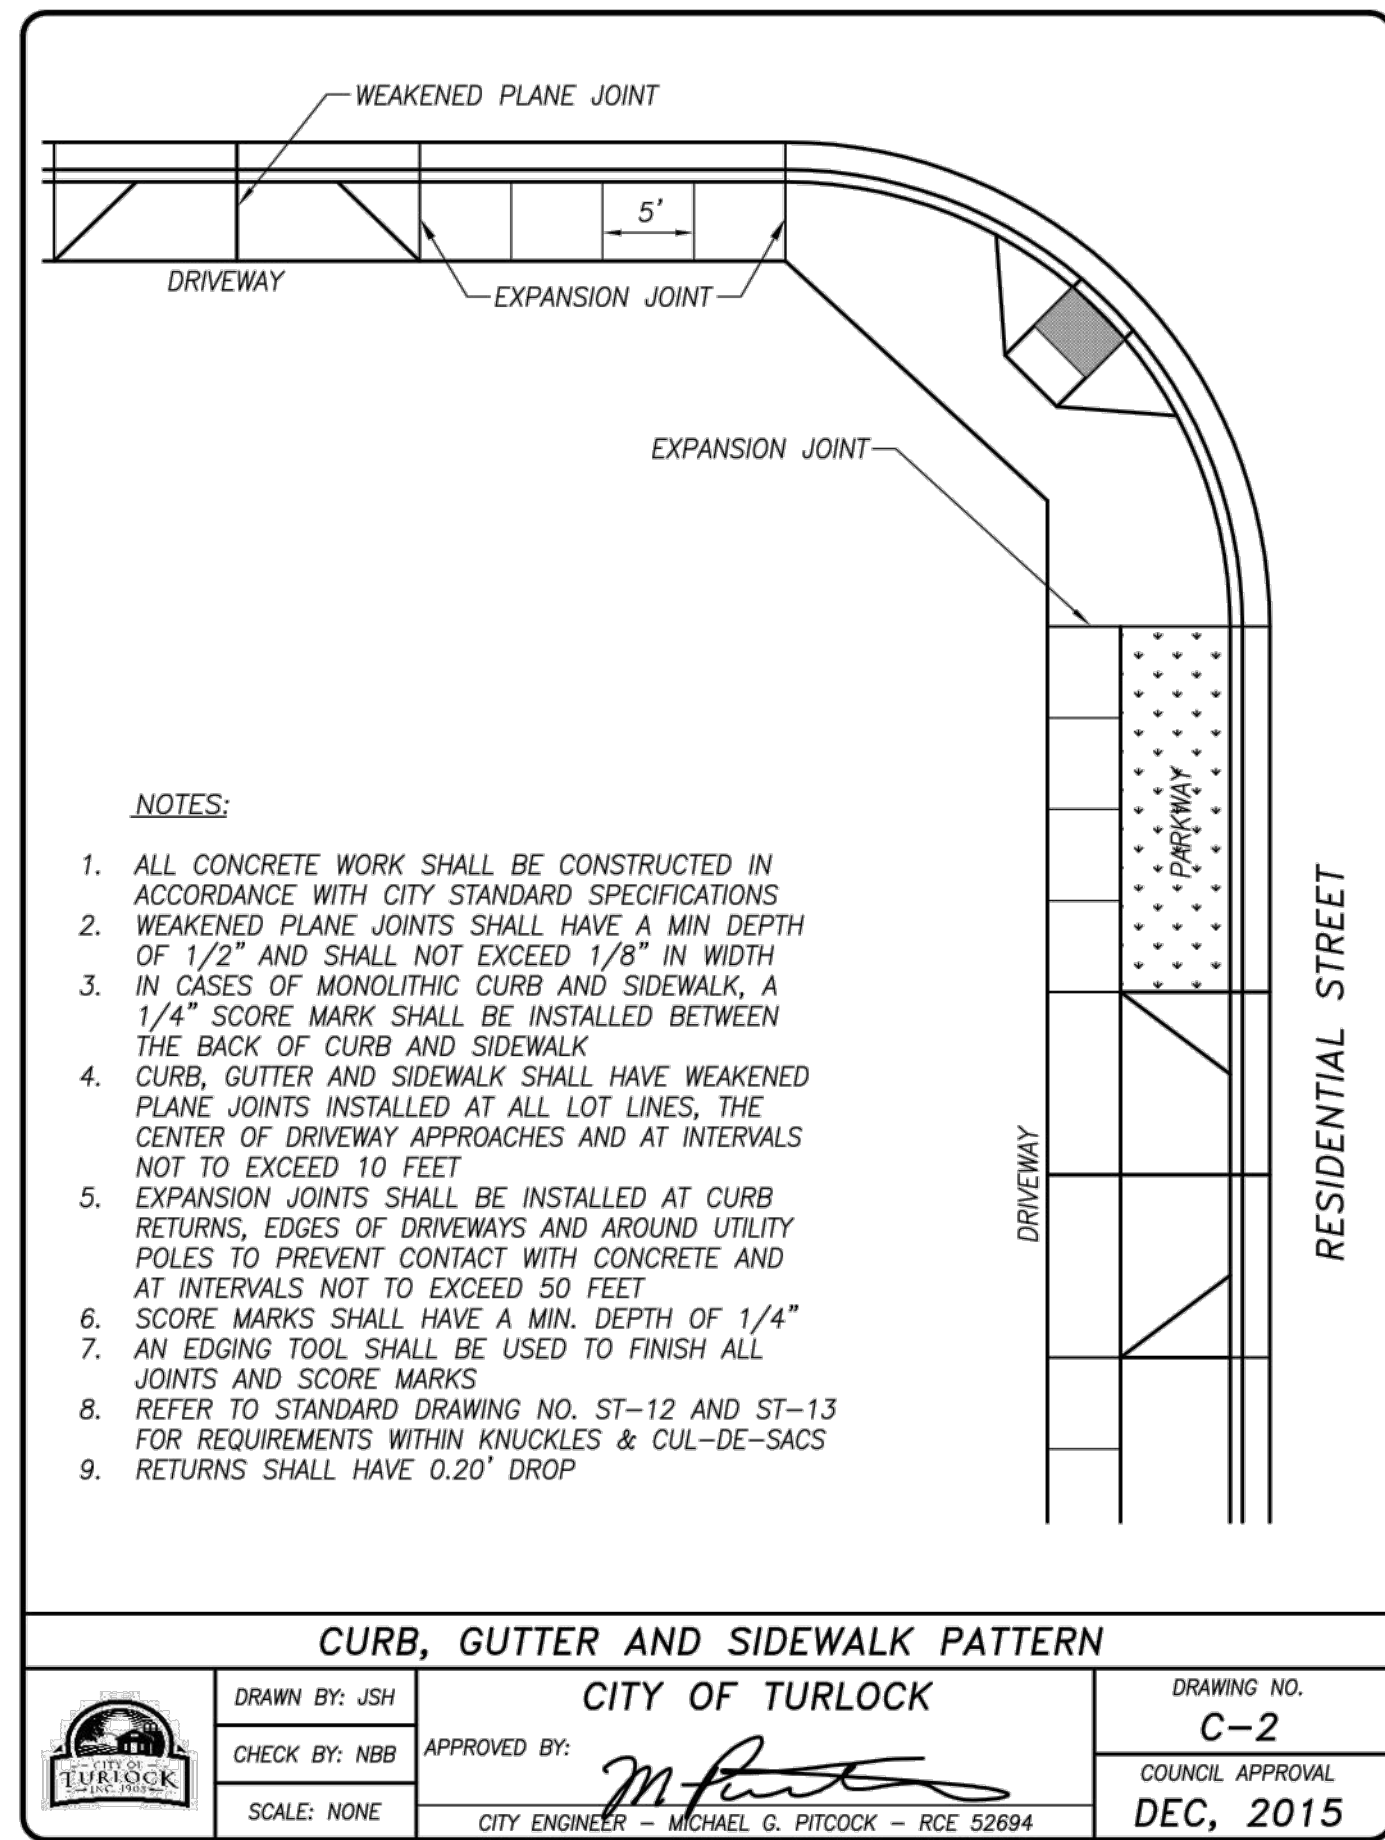 WEAKENED PLANE JOINT
5'
DRIVEWAY
EXPANSION JOINT
EXPANSION JOINT
PARKWAY
RESIDENTIAL STREET
DRIVEWAY
NOTES:
1. ALL CONCRETE WORK SHALL BE CONSTRUCTED IN
ACCORDANCE WITH CITY STANDARD SPECIFICATIONS
2. WEAKENED PLANE JOINTS SHALL HAVE A MIN DEPTH
OF 1/2" AND SHALL NOT EXCEED 1/8" IN WIDTH
3. IN CASES OF MONOLITHIC CURB AND SIDEWALK, A
1/4" SCORE MARK SHALL BE INSTALLED BETWEEN
THE BACK OF CURB AND SIDEWALK
4. CURB, GUTTER AND SIDEWALK SHALL HAVE WEAKENED
PLANE JOINTS INSTALLED AT ALL LOT LINES, THE
CENTER OF DRIVEWAY APPROACHES AND AT INTERVALS
NOT TO EXCEED 10 FEET
5. EXPANSION JOINTS SHALL BE INSTALLED AT CURB
RETURNS, EDGES OF DRIVEWAYS AND AROUND UTILITY
POLES TO PREVENT CONTACT WITH CONCRETE AND
AT INTERVALS NOT TO EXCEED 50 FEET
6. SCORE MARKS SHALL HAVE A MIN. DEPTH OF 1/4"
7. AN EDGING TOOL SHALL BE USED TO FINISH ALL
JOINTS AND SCORE MARKS
8. REFER TO STANDARD DRAWING NO. ST-12 AND ST-13
FOR REQUIREMENTS WITHIN KNUCKLES & CUL-DE-SACS
9. RETURNS SHALL HAVE 0.20' DROP
CURB, GUTTER AND SIDEWALK PATTERN
CITY OF
TURLOCK
INC. 1908
DRAWN BY: JSH
CHECK BY: NBB
SCALE: NONE
CITY OF TURLOCK
APPROVED BY:
CITY ENGINEER - MICHAEL G. PITCOCK - RCE 52694
DRAWING NO.
C-2
COUNCIL APPROVAL
DEC, 2015